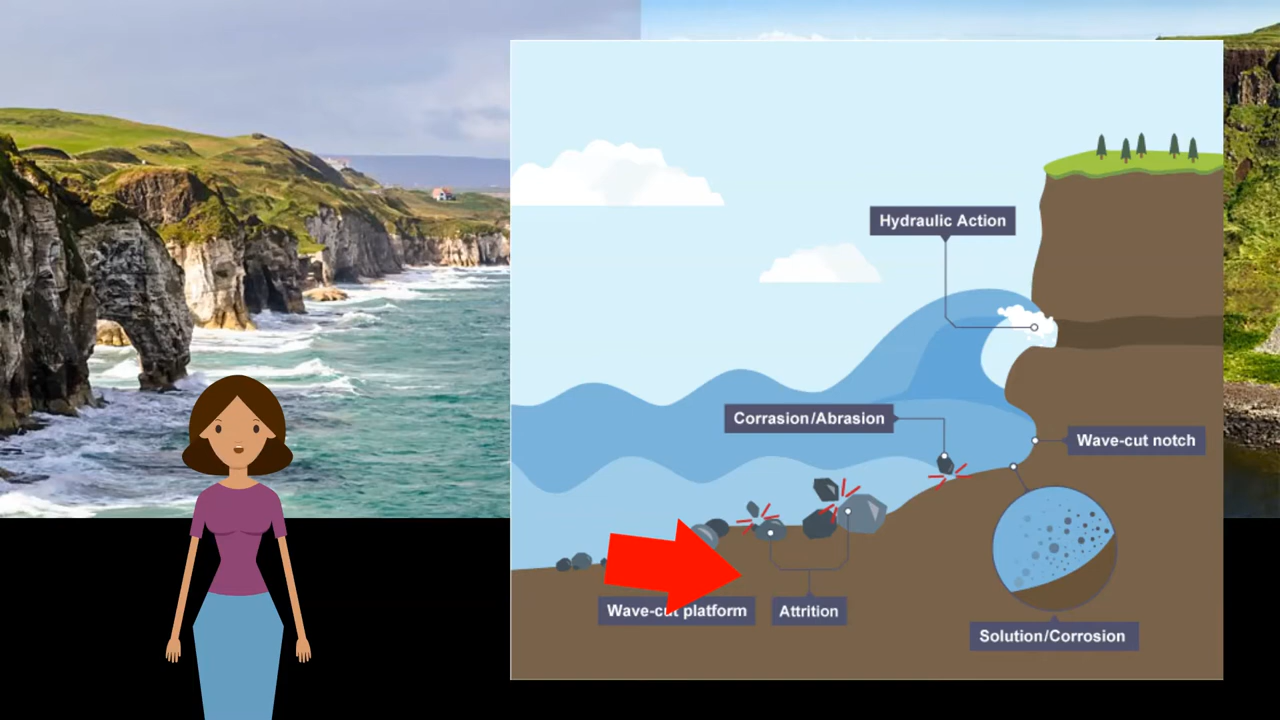 Hydraulic Action
Corrasion/Abrasion
Wave-cut notch
Wave-cut platform
Attrition
Solution/Corrosion